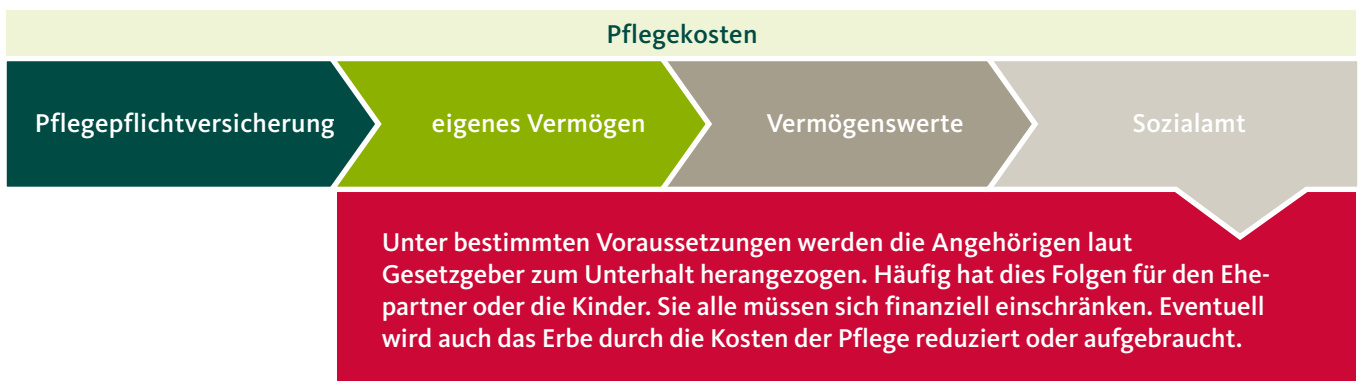 Pflegekosten
Pflegepflichtversicherung
eigenes Vermögen
Vermögenswerte
Sozialamt
Unter bestimmten Voraussetzungen werden die Angehörigen laut
Gesetzgeber zum Unterhalt herangezogen. Häufig hat dies Folgen für den Ehe-
partner oder die Kinder. Sie alle müssen sich finanziell einschränken. Eventuell
wird auch das Erbe durch die Kosten der Pflege reduziert oder aufgebraucht.